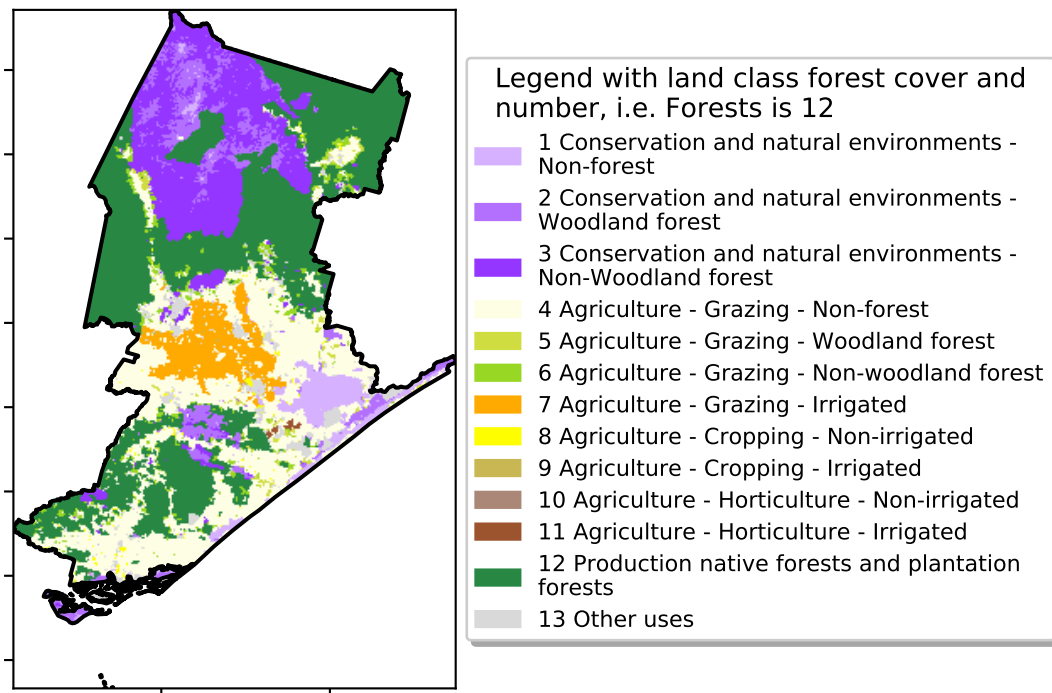 Legend with land class forest cover and
number, i.e. Forests is 12
1 Conservation and natural environments -
Non-forest
2 Conservation and natural environments -
Woodland forest
3 Conservation and natural environments -
Non-Woodland forest
4 Agriculture - Grazing - Non-forest
5 Agriculture - Grazing - Woodland forest
6 Agriculture - Grazing - Non-woodland forest
7 Agriculture - Grazing - Irrigated
8 Agriculture - Cropping - Non-irrigated
9 Agriculture - Cropping - Irrigated
10 Agriculture - Horticulture - Non-irrigated
11 Agriculture - Horticulture - Irrigated
12 Production native forests and plantation
forests
13 Other uses